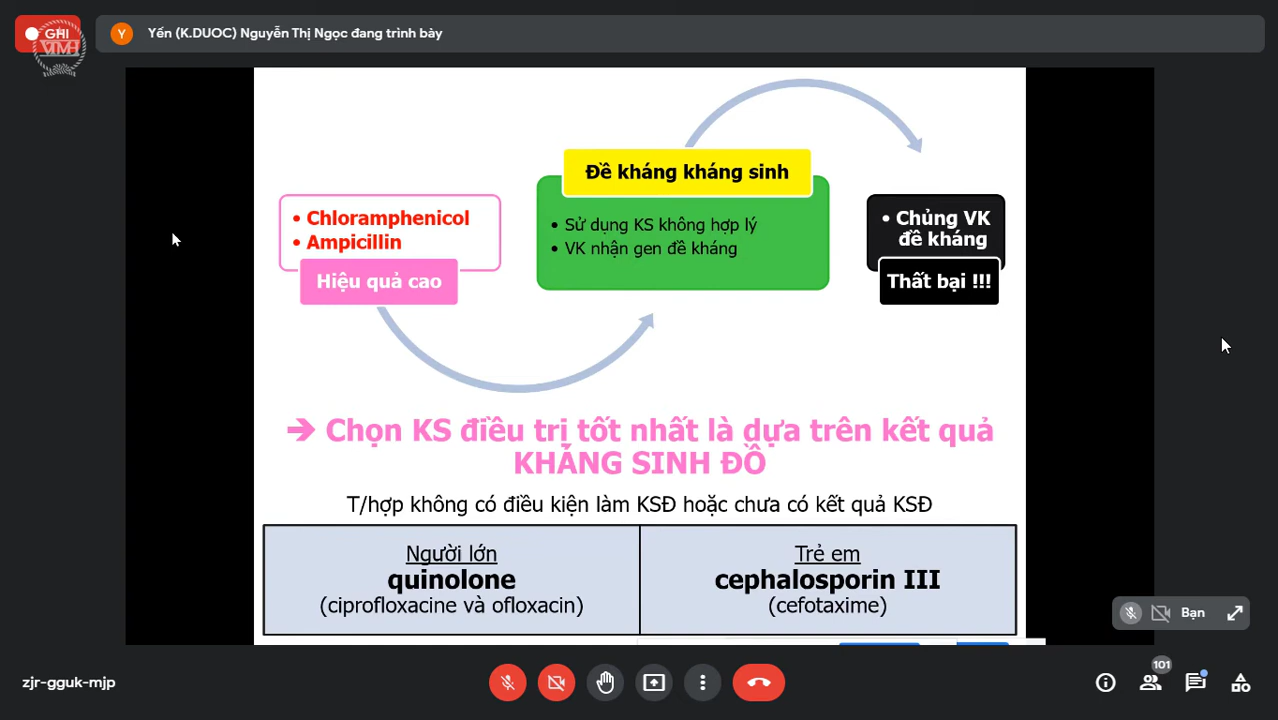 GHI
VTMH
Y
Yến (K.DUOC) Nguyễn Thị Ngọc đang trình bày
• Chloramphenicol
• Ampicillin
Hiệu quả cao
Đề kháng kháng sinh
• Sử dụng KS không hợp lý
• VK nhận gen đề kháng
• Chủng VK
đề kháng
Thất bại !!!
➔ Chọn KS điều trị tốt nhất là dựa trên kết quả
KHÁNG SINH ĐỒ
T/hợp không có điều kiện làm KSĐ hoặc chưa có kết quả KSĐ
Người lớn
quinolone
(ciprofloxacine và ofloxacin)
Trẻ em
cephalosporin III
(cefotaxime)
Bạn
zjr-gguk-mjp
101